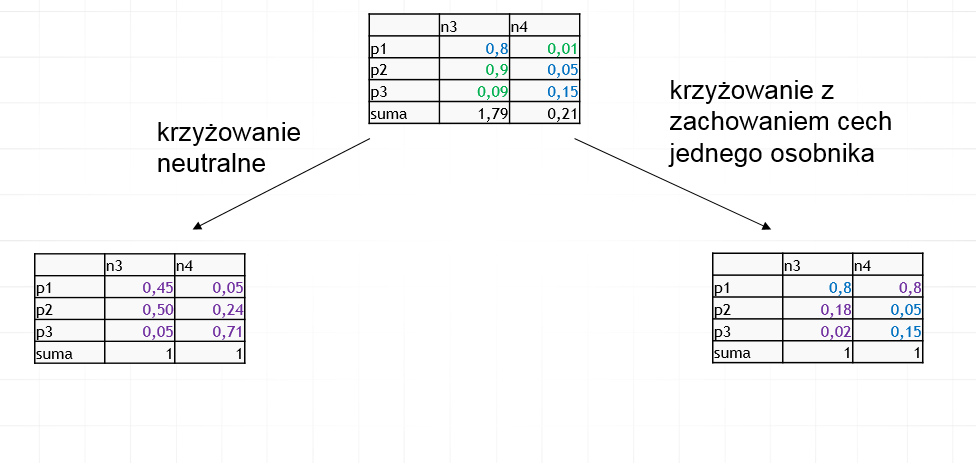 n3 n4
p1 0,8 0,01
p2 0,9 0,05
p3 0,09 0,15
suma 1,79 0,21
krzyżowanie
neutralne
krzyżowanie z
zachowaniem cech
jednego osobnika
n3 n4
p1 0,45 0,05
p2 0,50 0,24
p3 0,05 0,71
suma 1 1
n3 n4
p1 0,8 0,8
p2 0,18 0,05
p3 0,02 0,15
suma 1 1